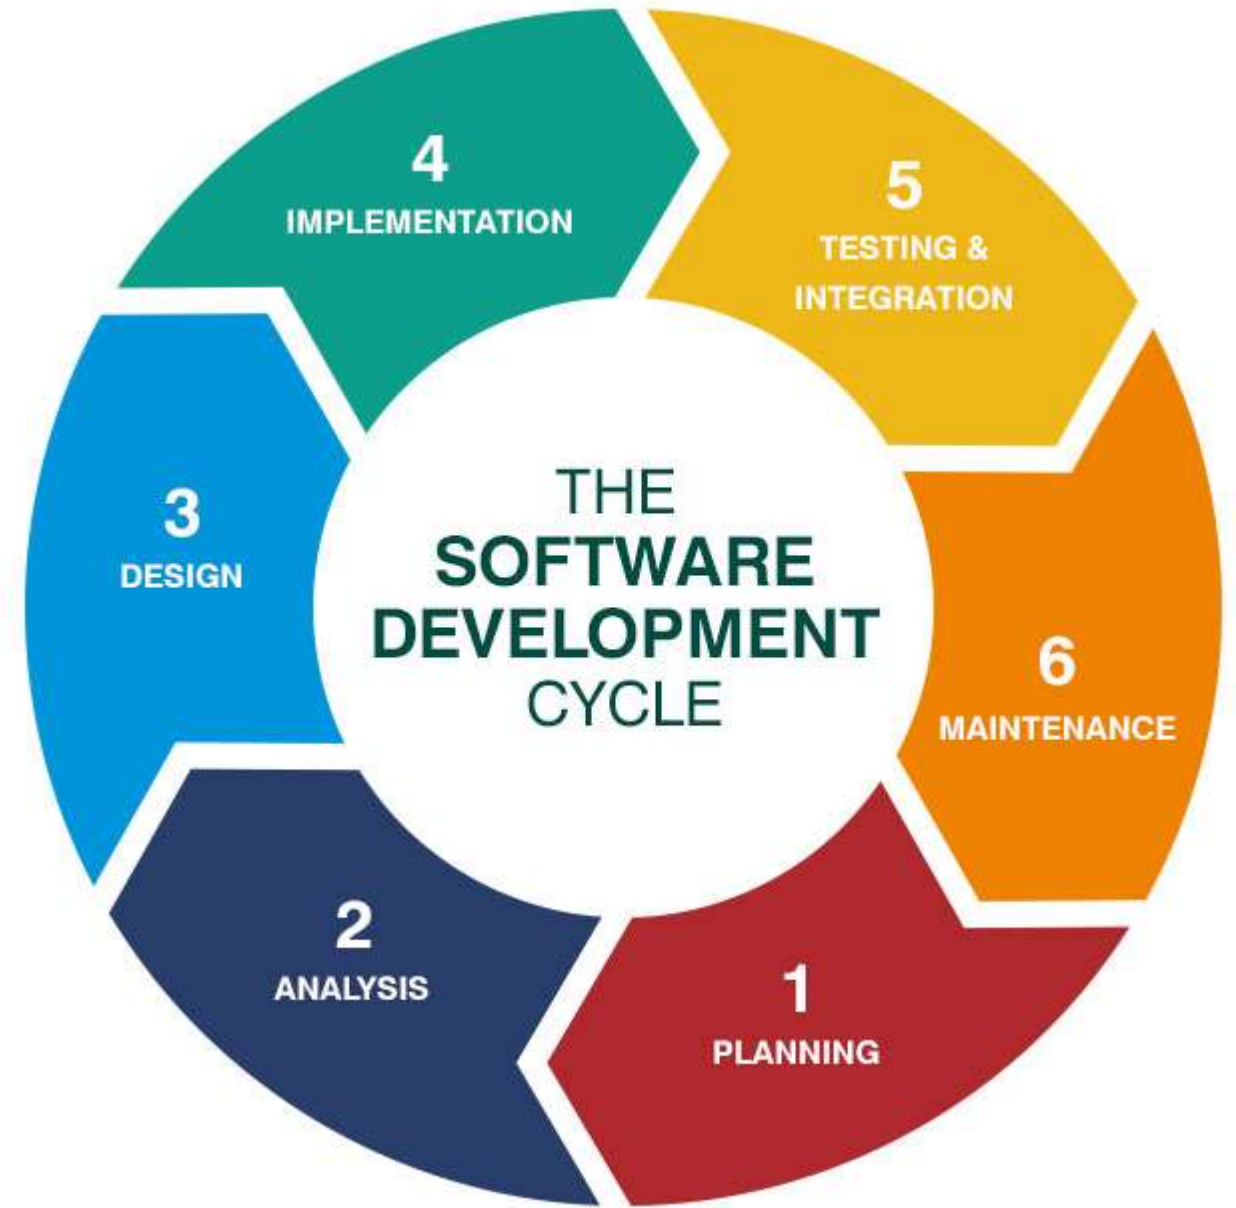 THE
SOFTWARE
DEVELOPMENT
CYCLE
1
PLANNING
2
ANALYSIS
3
DESIGN
4
IMPLEMENTATION
5
TESTING &
INTEGRATION
6
MAINTENANCE